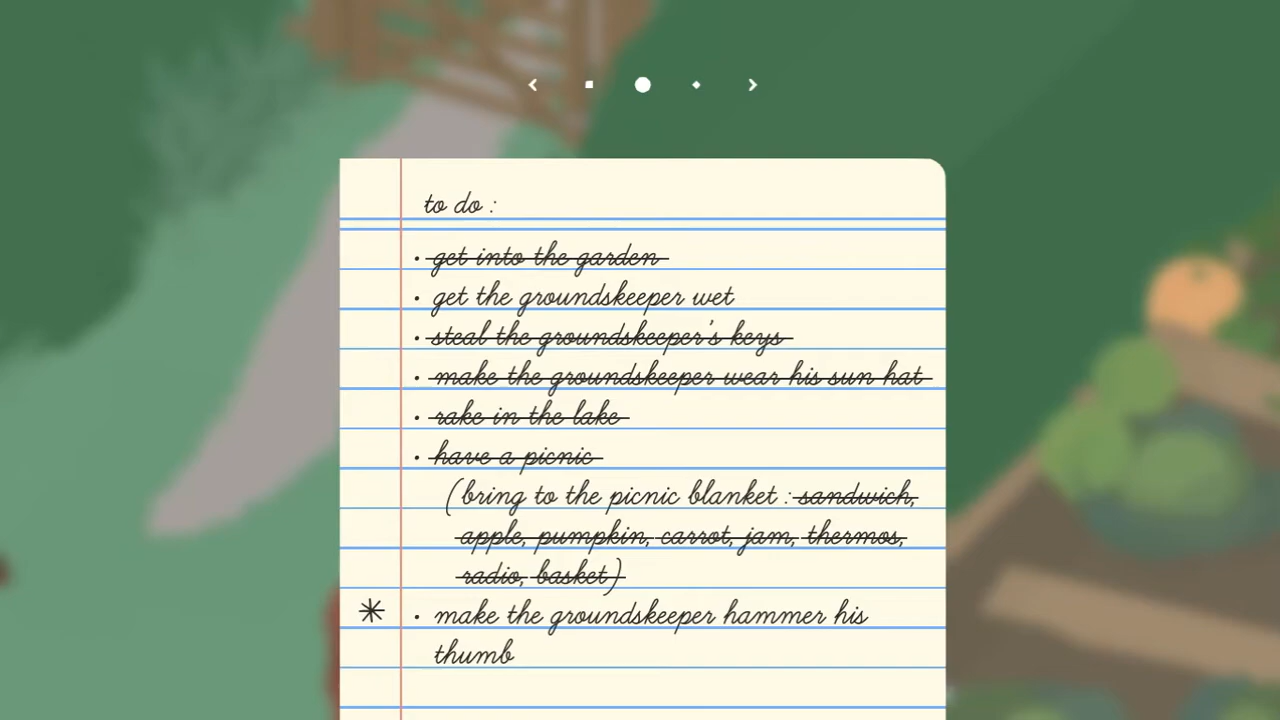 to do :
• get into the garden
• get the groundskeeper wet
• steal the groundskeeper's keys
• make the groundskeeper wear his sun hat
• rake in the lake
• have a picnic
(bring to the picnic blanket : sandwich,
apple, pumpkin, carrot, jam, thermos,
radio, basket)
• make the groundskeeper hammer his
thumb